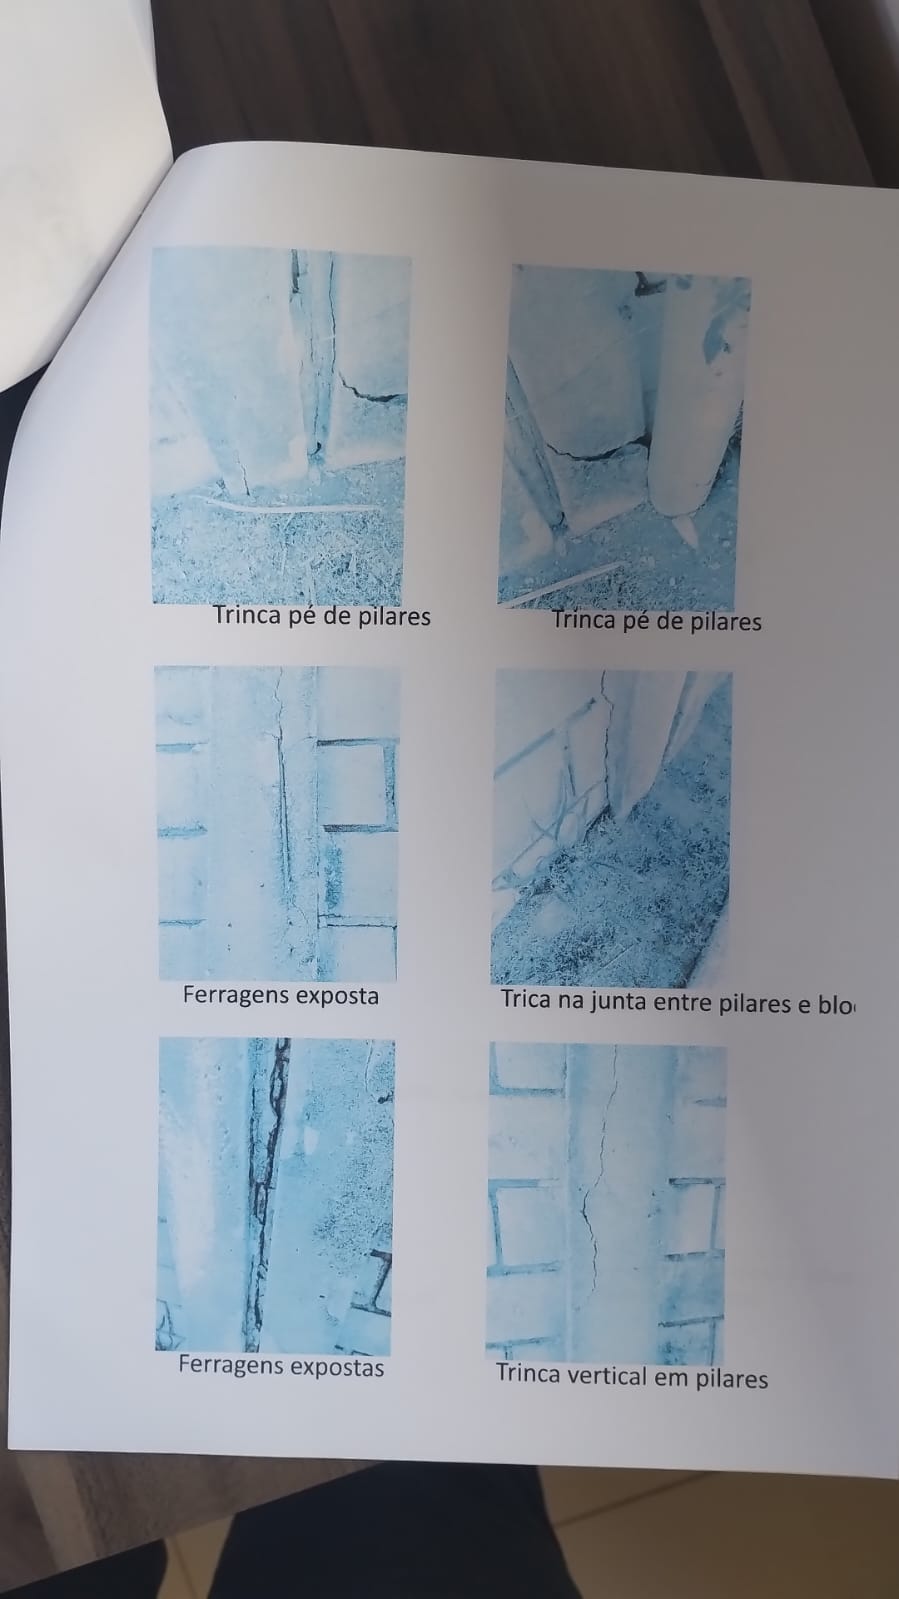 Trinca pé de pilares
Trinca pé de pilares
Ferragens exposta
Trica na junta entre pilares e blo
Ferragens expostas
Trinca vertical em pilares